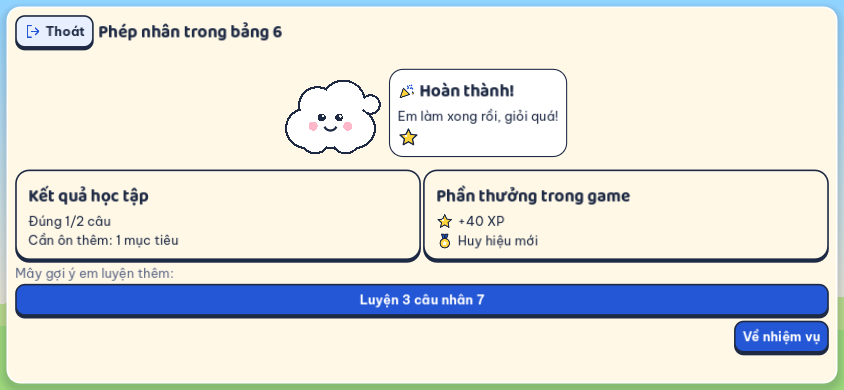 Thoát
Phép nhân trong bảng 6
Hoàn thành!
Em làm xong rồi, giỏi quá!
Kết quả học tập
Đúng 1/2 câu
Cần ôn thêm: 1 mục tiêu
Phần thưởng trong game
+40 XP
Huy hiệu mới
Mây gợi ý em luyện thêm:
Luyện 3 câu nhân 7
Về nhiệm vụ